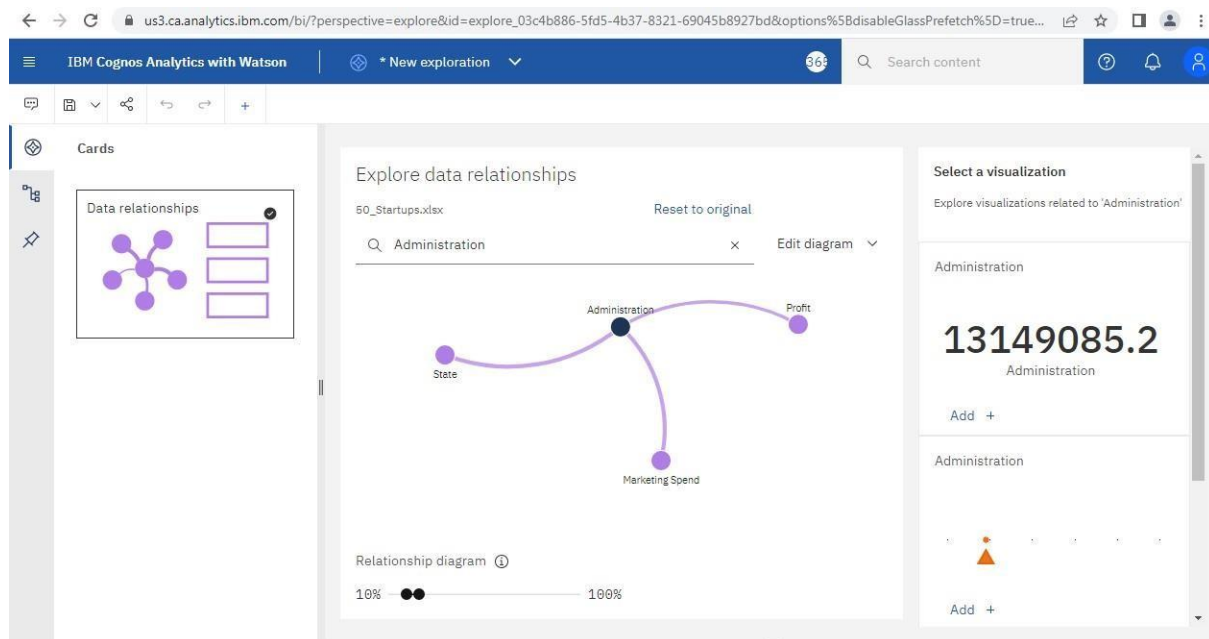 us3.ca.analytics.ibm.com/bi/?perspective=explore&id=explore_03c4b886-5fd5-4b37-8321-69045b8927bd&options%5BdisableGlassPrefetch%5D=true...
IBM Cognos Analytics with Watson
* New exploration
365
Search content
Cards
Data relationships
Explore data relationships
50_Startups.xlsx
Reset to original
Administration
Edit diagram
Administration
Profit
State
Marketing Spend
Relationship diagram
10%
100%
Select a visualization
Explore visualizations related to 'Administration'
Administration
13149085.2
Administration
Add +
Administration
Add +